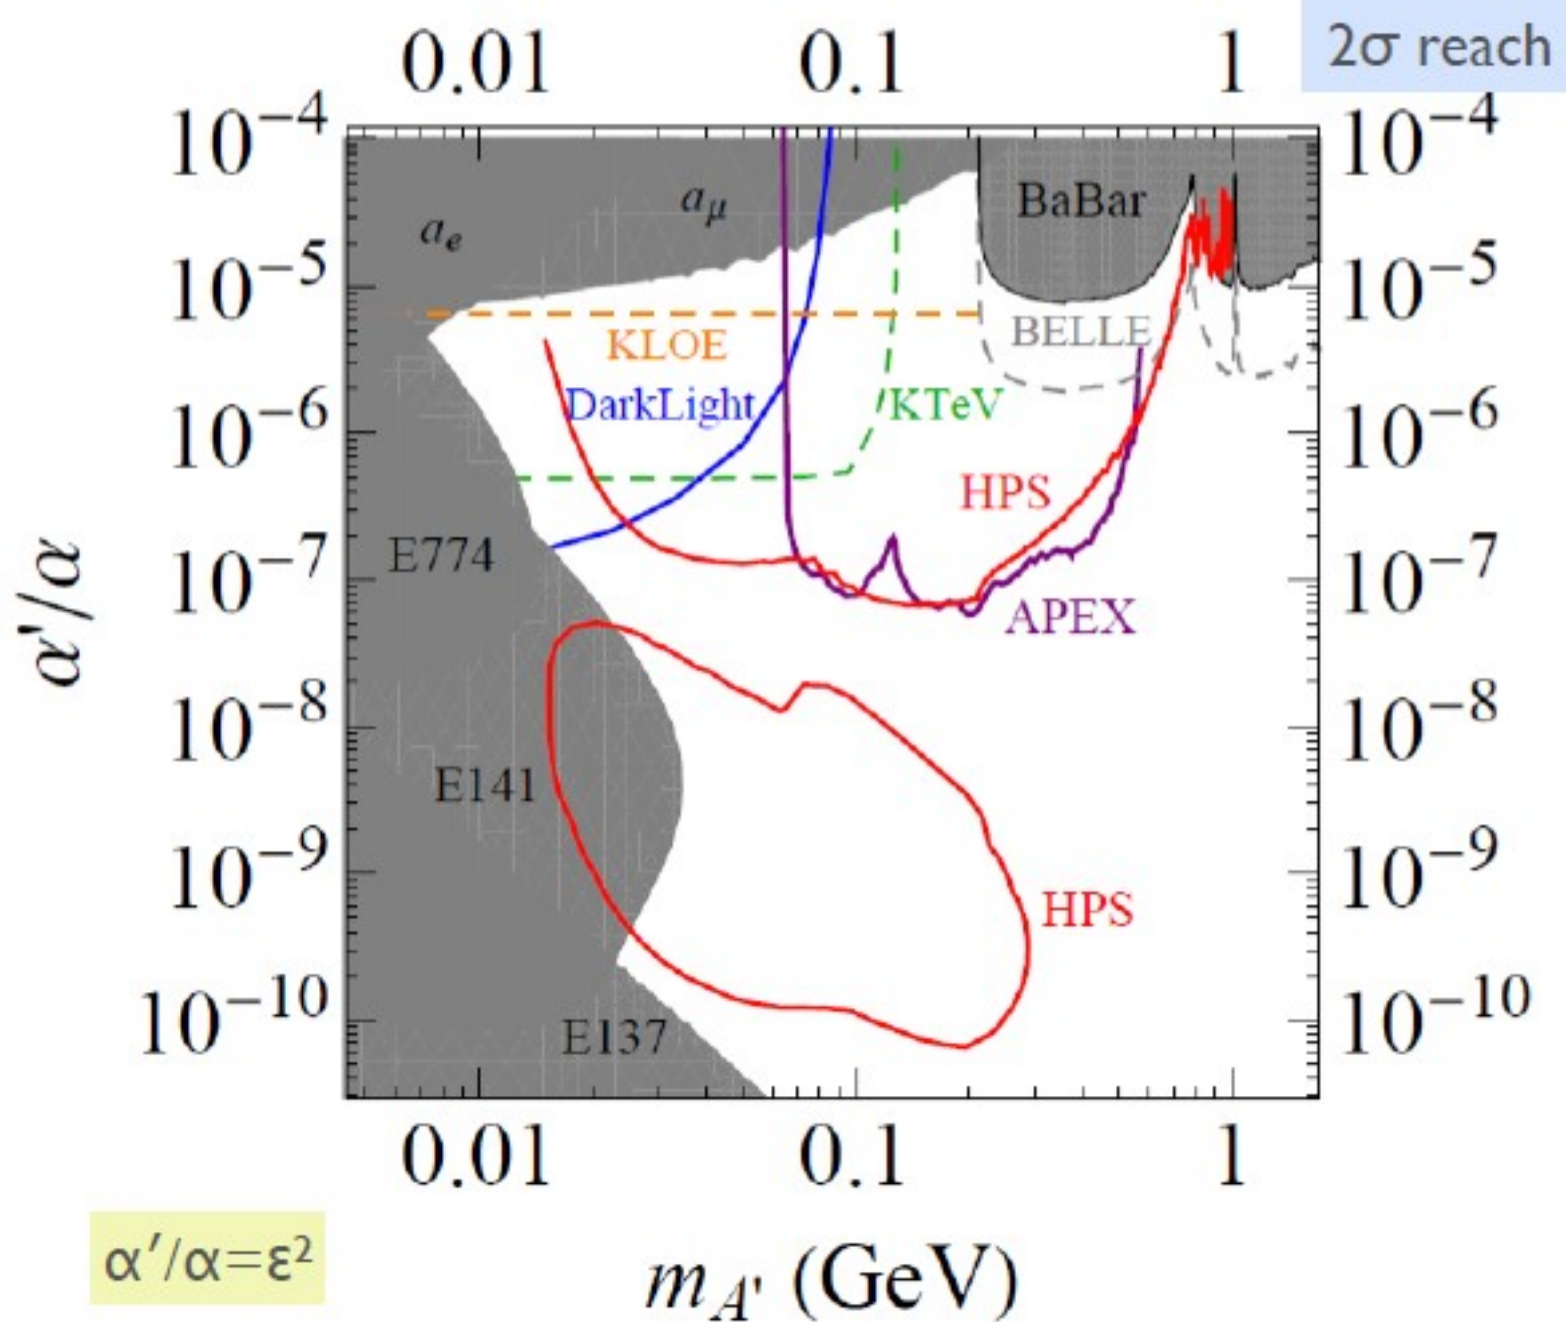 0.01 0.1 1 2σ reach
10⁻⁴ 10⁻⁴
a_μ BaBar
a_e
10⁻⁵ 10⁻⁵
KLOE BELLE
DarkLight KTeV
10⁻⁶ 10⁻⁶
HPS
E774
10⁻⁷ 10⁻⁷
APEX
α'/α
10⁻⁸ 10⁻⁸
E141
10⁻⁹ 10⁻⁹
HPS
10⁻¹⁰ 10⁻¹⁰
E137
0.01 0.1 1
α′/α=ε²
m_A' (GeV)